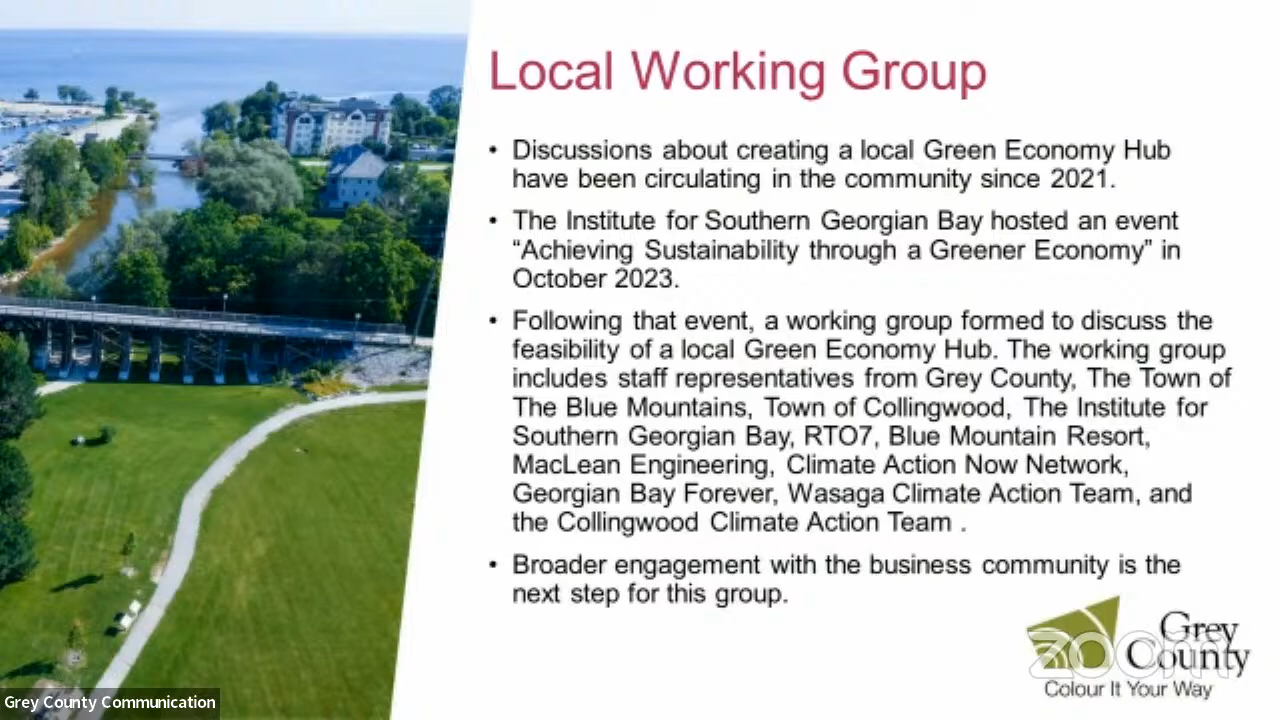 Local Working Group
• Discussions about creating a local Green Economy Hub
have been circulating in the community since 2021.
• The Institute for Southern Georgian Bay hosted an event
“Achieving Sustainability through a Greener Economy” in
October 2023.
• Following that event, a working group formed to discuss the
feasibility of a local Green Economy Hub. The working group
includes staff representatives from Grey County, The Town of
The Blue Mountains, Town of Collingwood, The Institute for
Southern Georgian Bay, RTO7, Blue Mountain Resort,
MacLean Engineering, Climate Action Now Network,
Georgian Bay Forever, Wasaga Climate Action Team, and
the Collingwood Climate Action Team .
• Broader engagement with the business community is the
next step for this group.
Grey
County
zoom
Colour It Your Way
Grey County Communication